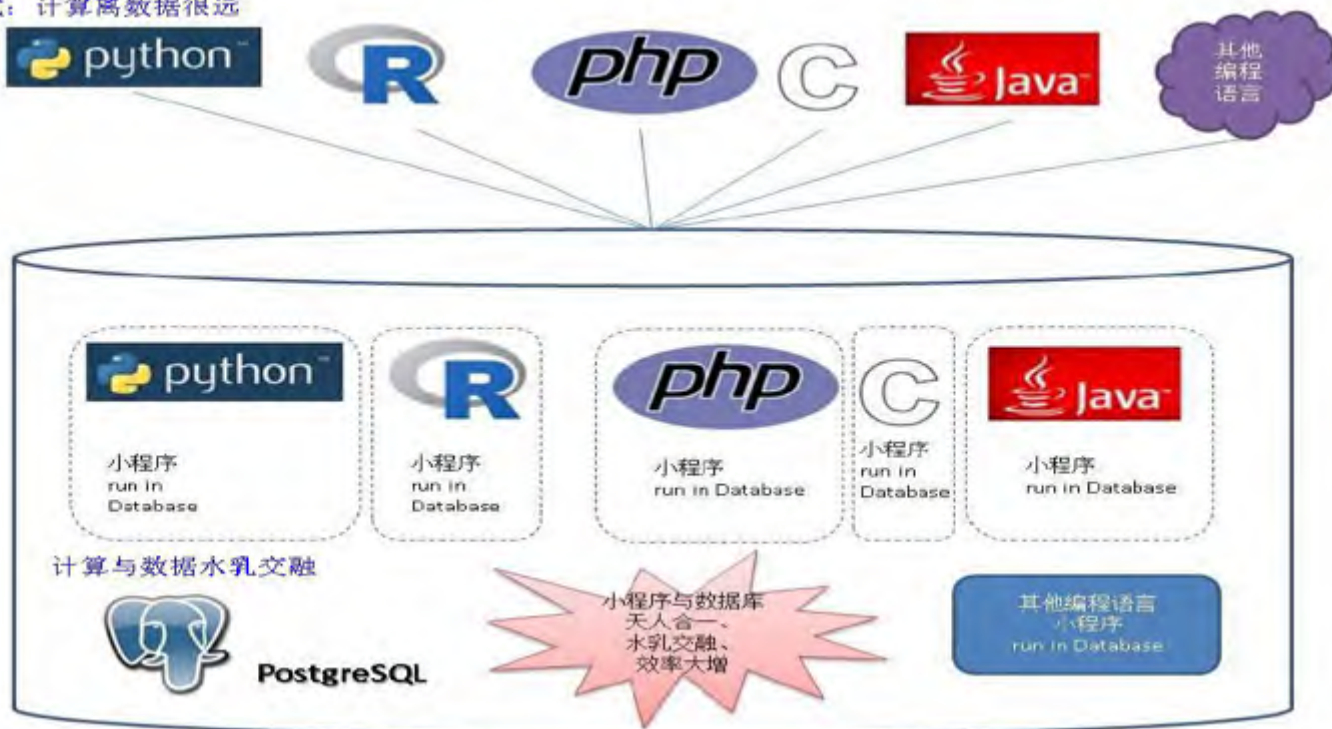 ：计算离数据很远
python™
R
php
C
Java™
其他
编程
语言
python™
R
php
C
Java™
小程序
run in
Database
小程序
run in
Database
小程序
run in Database
小程序
run in
Database
小程序
run in Database
计算与数据水乳交融
PostgreSQL
小程序与数据库
天人合一、
水乳交融、
效率大增
其他编程语言
小程序
run in Database